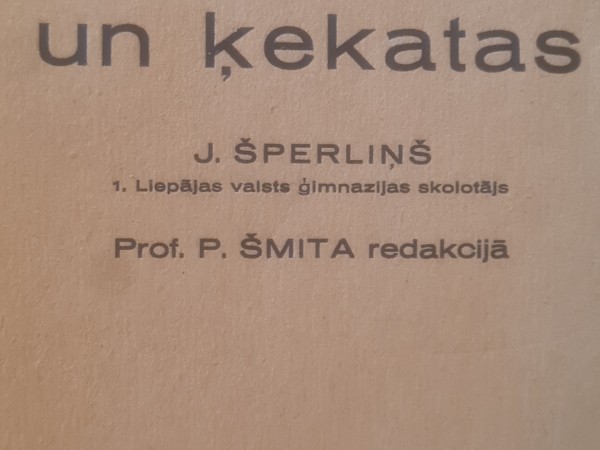 un ķekatas
J. ŠPERLIŅŠ
1. Liepājas valsts ģimnazijas skolotājs
Prof. P. ŠMITA redakcijā